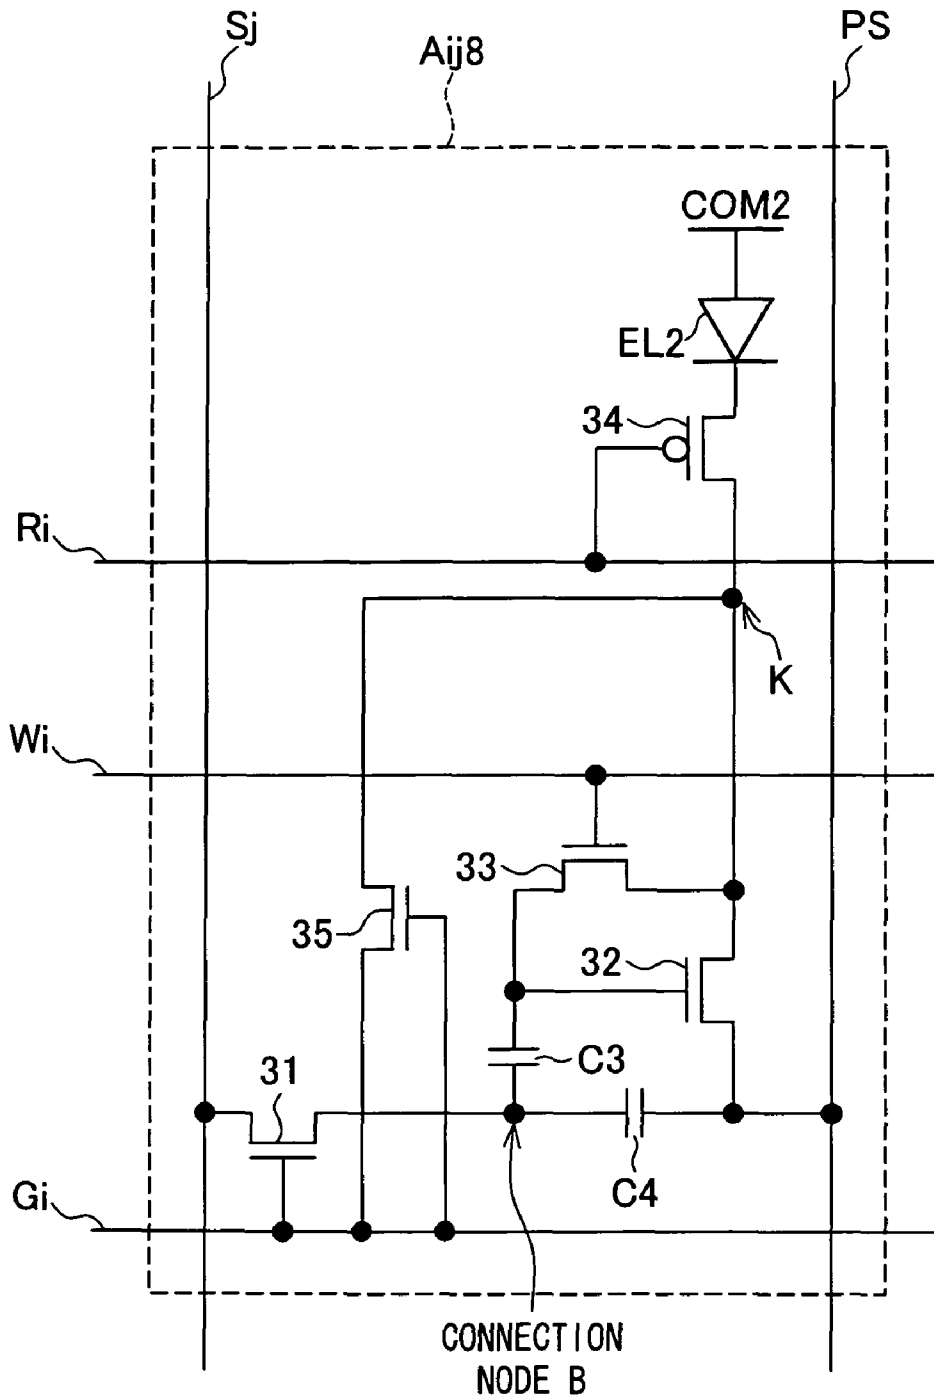 Sj
PS
Aij8
COM2
EL2
34
Ri
K
Wi
33
35
32
C3
31
C4
Gi
CONNECTION
NODE B